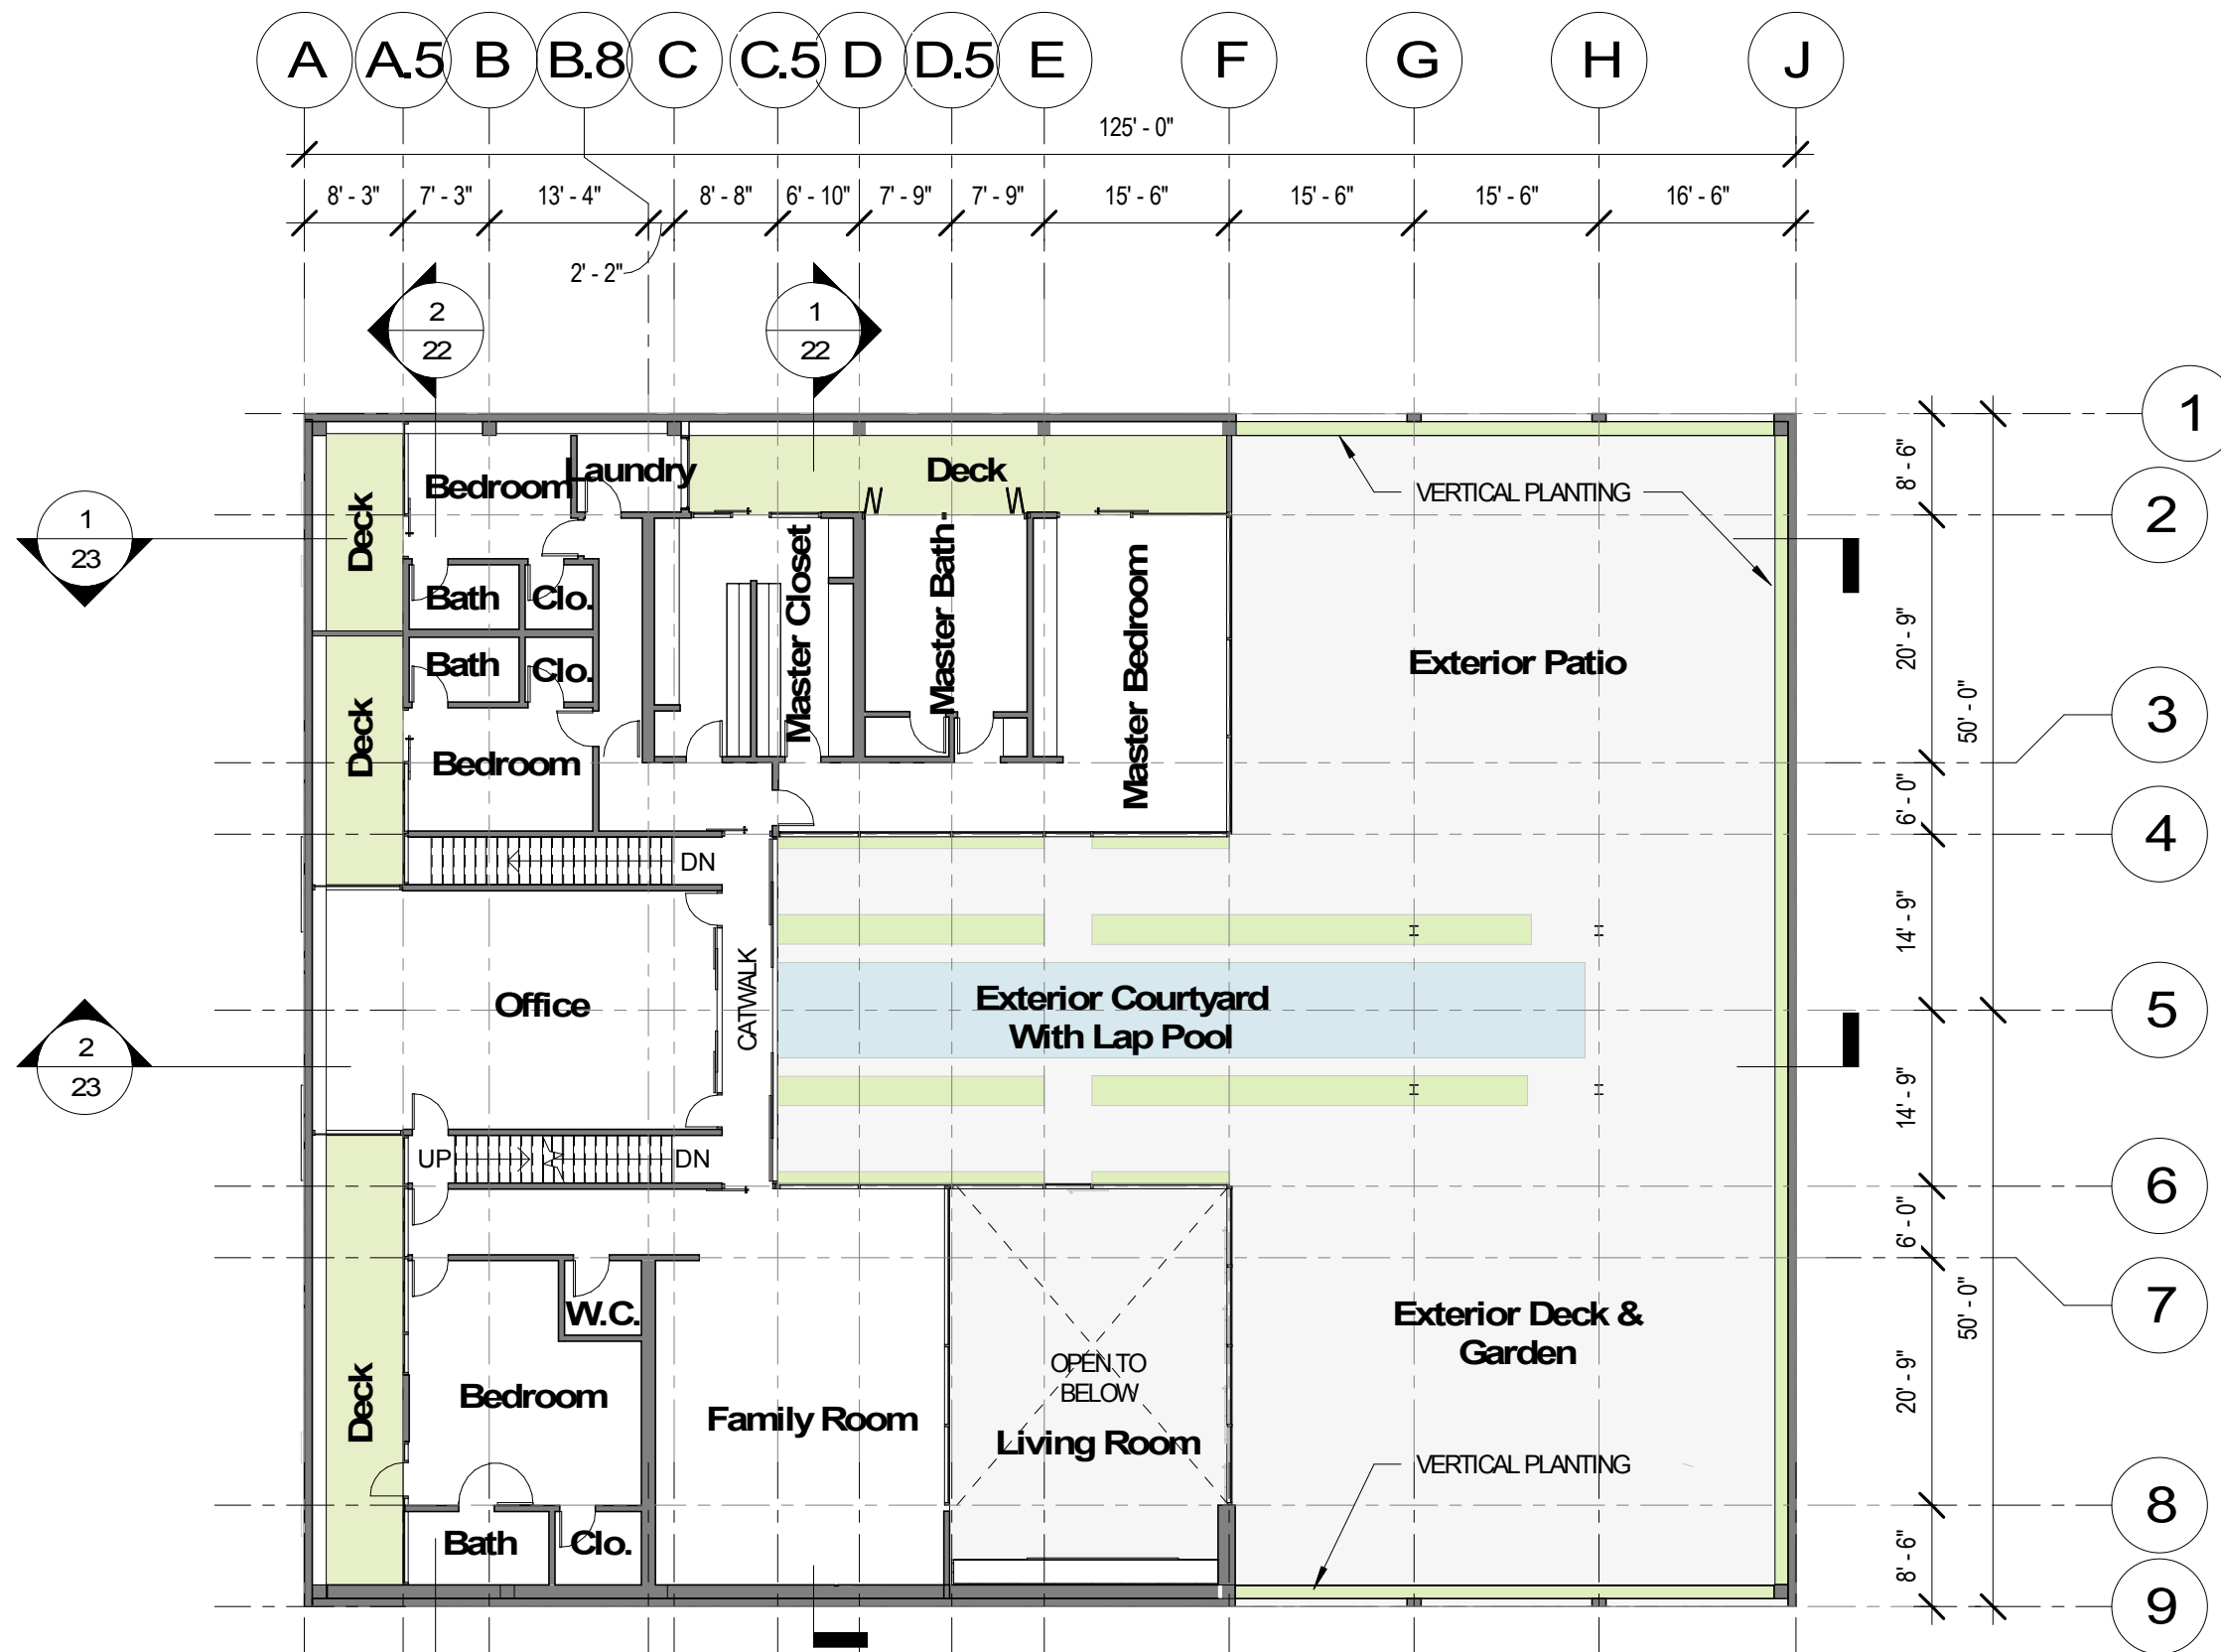 A A.5 B B.8 C C.5 D D.5 E F G H J
125' - 0"
8' - 3" 7' - 3" 13' - 4" 8' - 8" 6' - 10" 7' - 9" 7' - 9" 15' - 6" 15' - 6" 15' - 6" 16' - 6"
2' - 2"
2
22
1
22
1
8' - 6"
Bedroom
Laundry
Deck
VERTICAL PLANTING
2
1
23
Deck
Master Closet
Master Bath
Master Bedroom
Bath
Clo.
20' - 9"
Exterior Patio
Bath
Clo.
Deck
3
50' - 0"
Bedroom
6' - 0"
4
DN
14' - 9"
Office
CATWALK
Exterior Courtyard
With Lap Pool
5
2
23
14' - 9"
UP
DN
6
6' - 0"
7
W.C.
Exterior Deck &
Garden
50' - 0"
OPEN TO
BELOW
Deck
Bedroom
20' - 9"
Family Room
Living Room
VERTICAL PLANTING
8
Bath
Clo.
8' - 6"
9